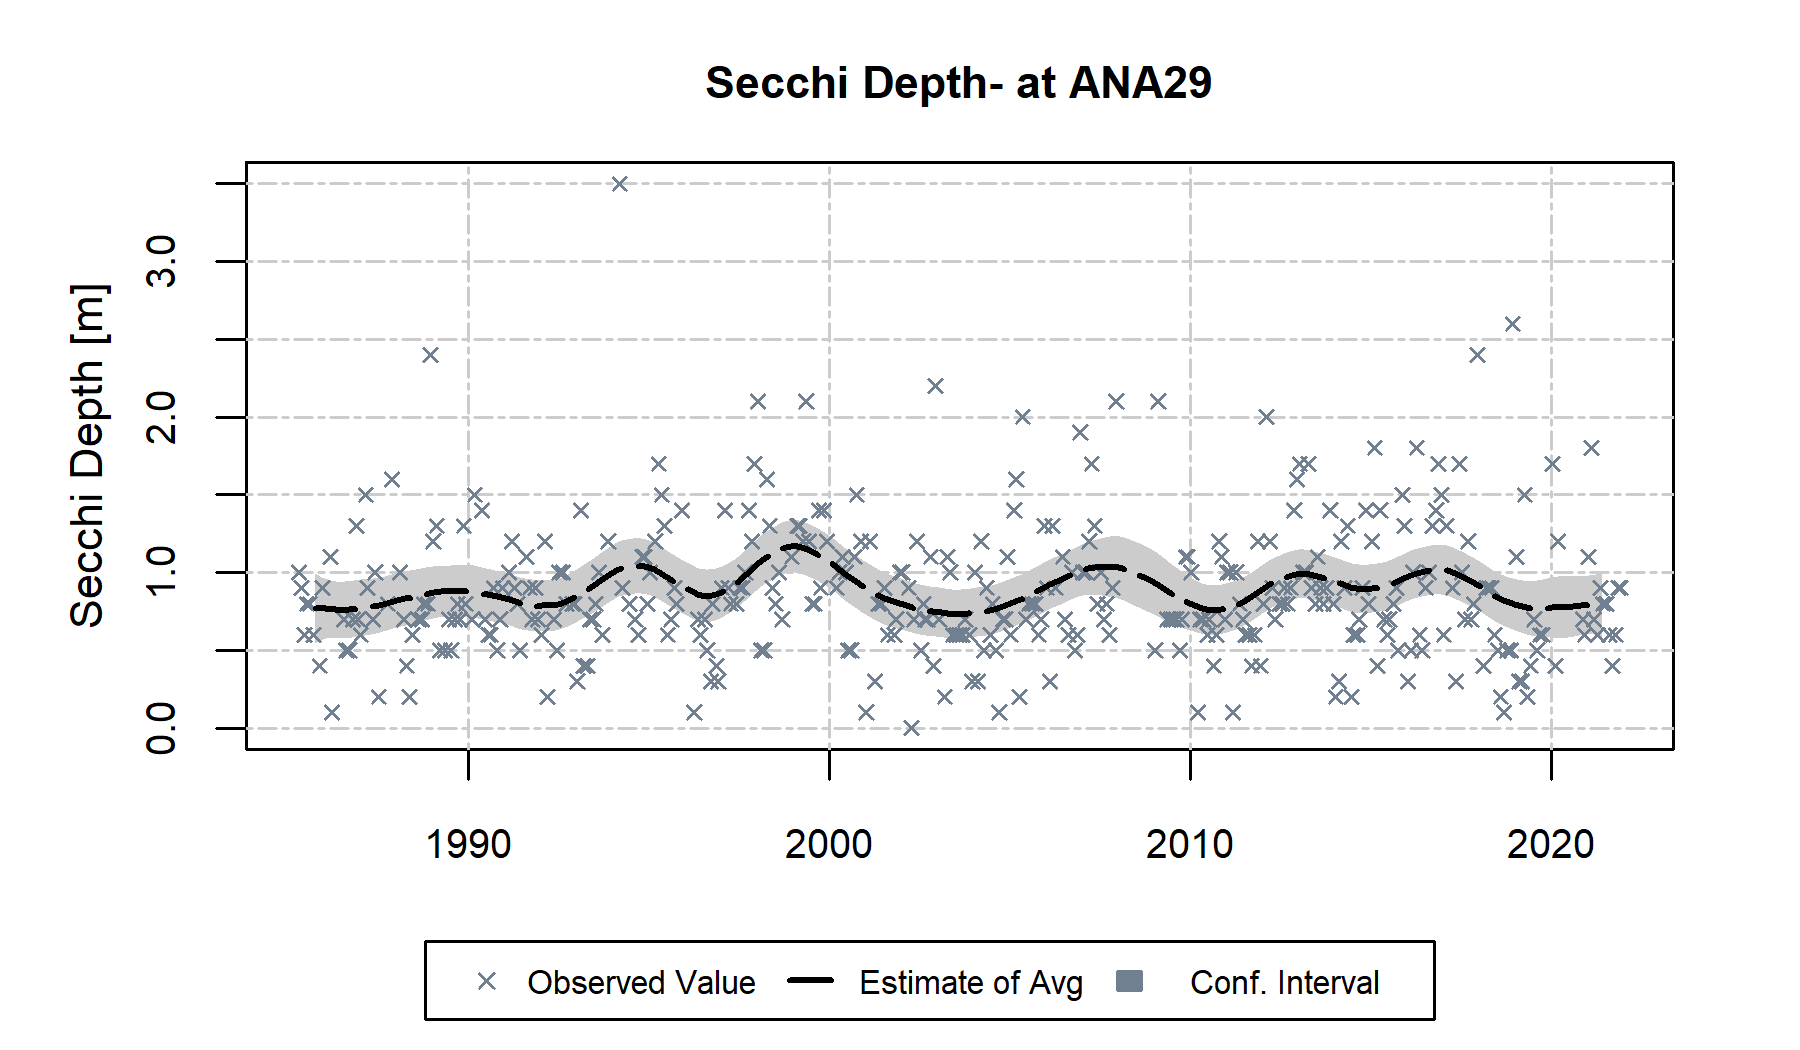 Secchi Depth- at ANA29
Secchi Depth [m]
3.0
2.0
1.0
0.0
1990 2000 2010 2020
Observed Value Estimate of Avg Conf. Interval